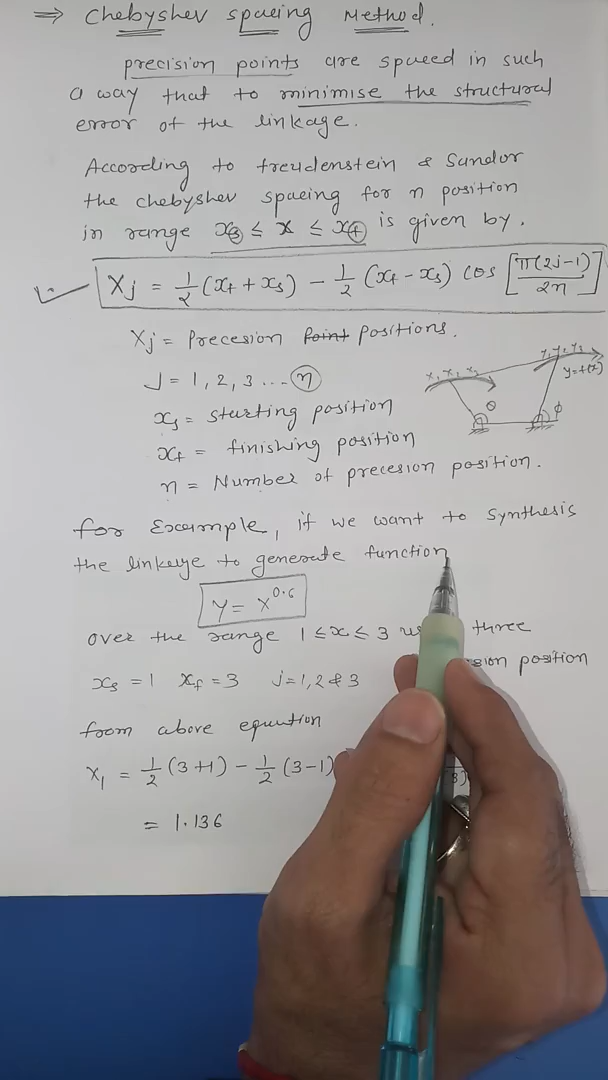 ⇒ Chebyshev spacing Method.
precision points are spaced in such
a way that to minimise the structural
error of the linkage.
According to freudenstein & Sandor
the chebyshev spacing for n position
in range xs ≤ x ≤ xf is given by.
Xj = 1/2 (xf + xs) - 1/2 (xf - xs) cos [π(2j-1)/2n]
Xj = Precesion point positions.
J = 1, 2, 3 ... n
xs = starting position
xf = finishing position
n = Number of precesion position.
y=f(x)
θ
φ
for Example, if we want to synthesis
the linkage to generate function
y = x^0.6
over the range 1 ≤ x ≤ 3 three
position
xs = 1 xf = 3 j = 1, 2 & 3
from above equation
X1 = 1/2 (3+1) - 1/2 (3-1)
= 1.136